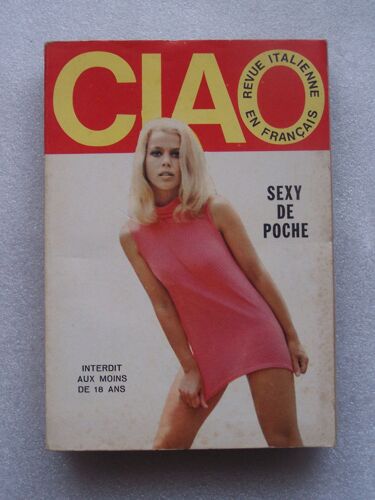 CIAO
REVUE ITALIENNE
EN FRANÇAIS
SEXY
DE
POCHE
INTERDIT
AUX MOINS
DE 18 ANS